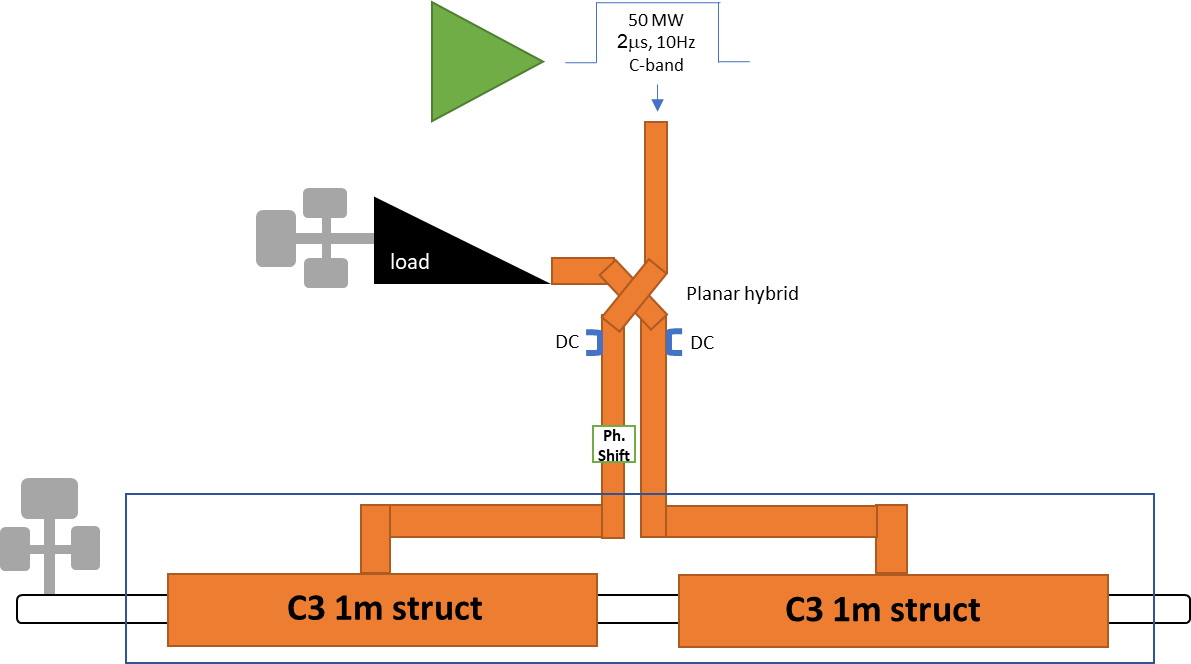 50 MW
2μs, 10Hz
C-band
load
Planar hybrid
DC
DC
Ph.
Shift
C3 1m struct
C3 1m struct